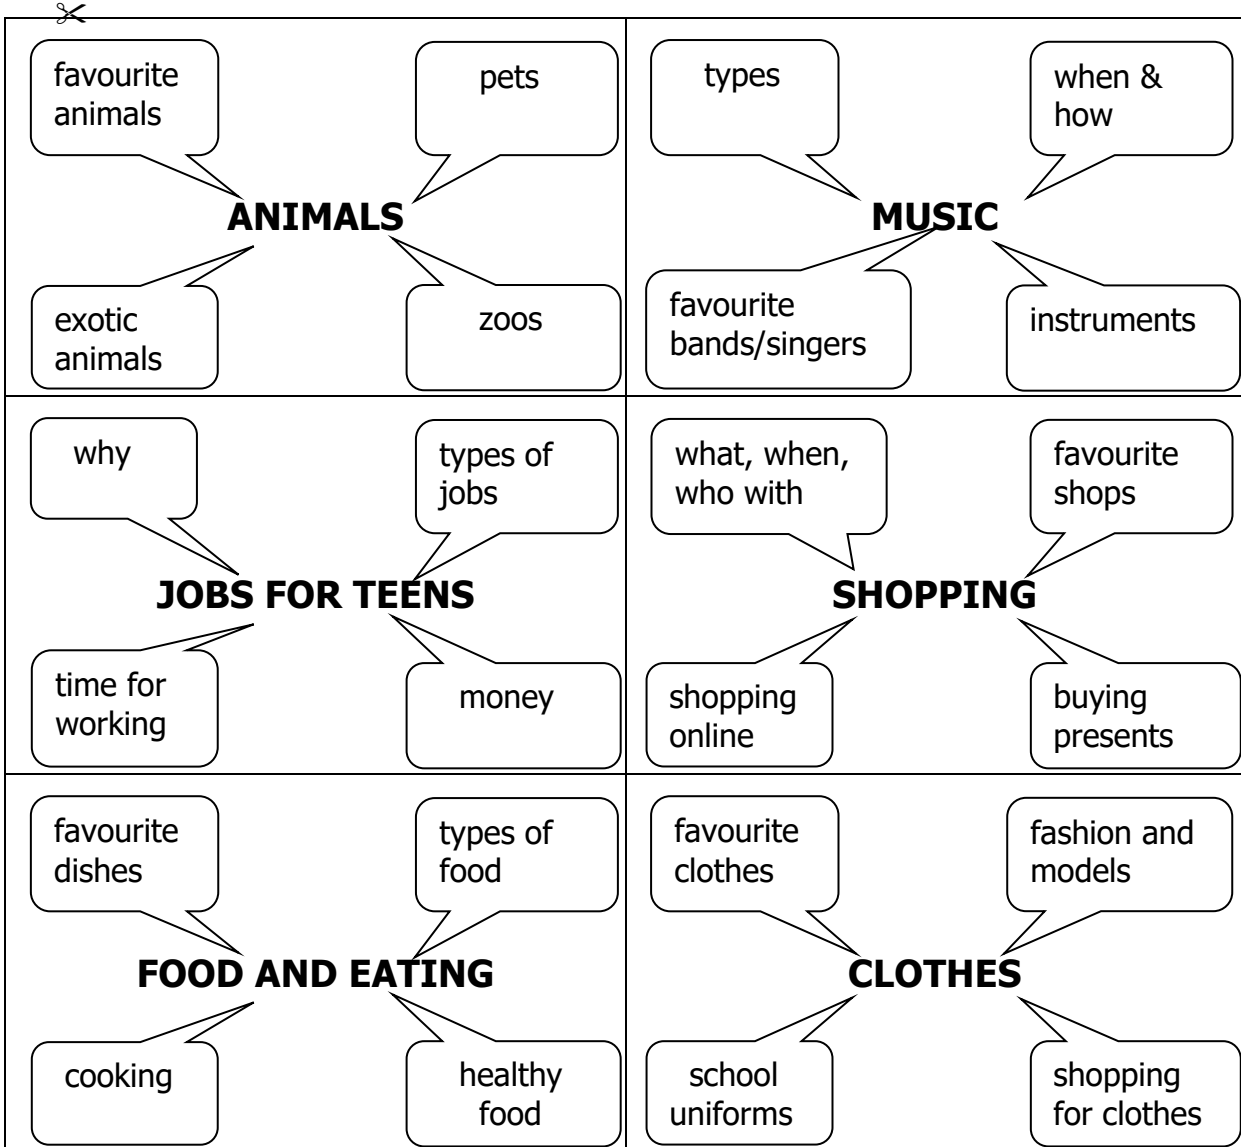 favourite
animals
pets
ANIMALS
exotic
animals
zoos
types
when &
how
MUSIC
favourite
bands/singers
instruments
why
types of
jobs
JOBS FOR TEENS
time for
working
money
what, when,
who with
favourite
shops
SHOPPING
shopping
online
buying
presents
favourite
dishes
types of
food
FOOD AND EATING
cooking
healthy
food
favourite
clothes
fashion and
models
CLOTHES
school
uniforms
shopping
for clothes